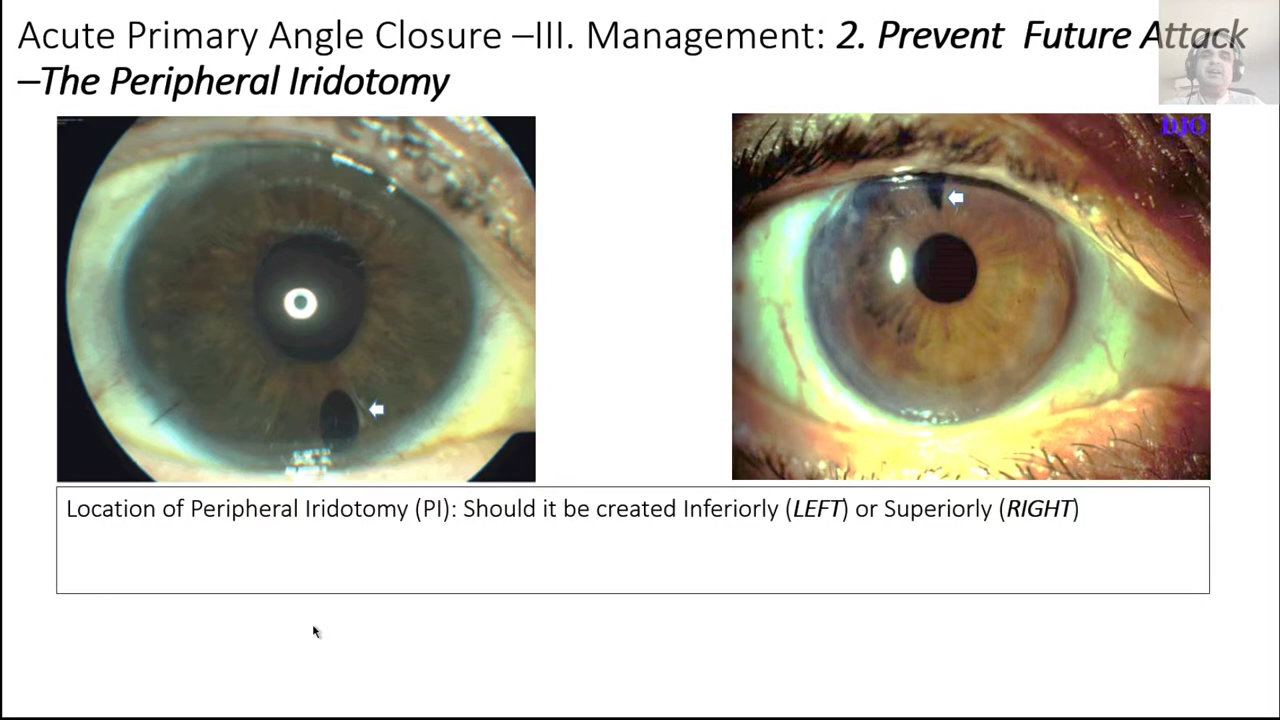 Acute Primary Angle Closure –III. Management: 2. Prevent Future Attack
–The Peripheral Iridotomy
DJO
Location of Peripheral Iridotomy (PI): Should it be created Inferiorly (LEFT) or Superiorly (RIGHT)